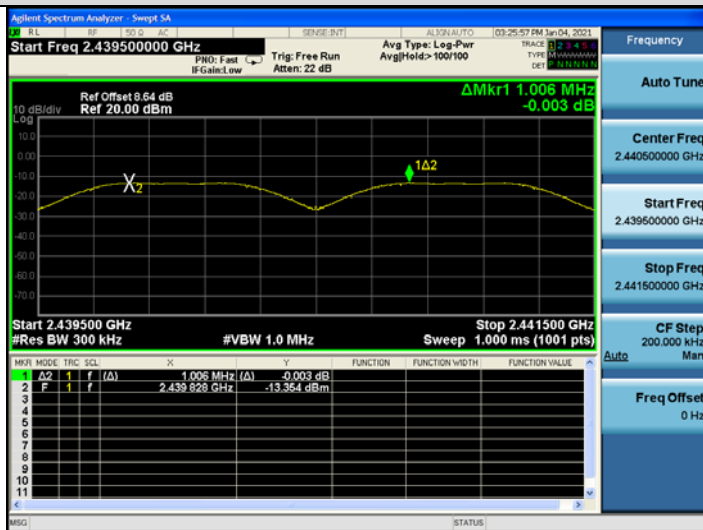 Agilent Spectrum Analyzer - Swept SA
RL RF 50 Ω AC SENSE:INT ALIGN AUTO 03:25:57 PM Jan 04, 2021
Start Freq 2.439500000 GHz
PNO: Fast
IFGain:Low
Trig: Free Run
Atten: 22 dB
Avg Type: Log-Pwr
Avg|Hold:> 100/100
TRACE 1 2 3 4 5 6
TYPE MWWWWW
DET P N N N N N
ΔMkr1 1.006 MHz
-0.003 dB
Ref Offset 8.64 dB
10 dB/div Ref 20.00 dBm
Log
10.0
0.00
-10.0
-20.0
-30.0
-40.0
-50.0
-60.0
-70.0
X2
1Δ2
Start 2.439500 GHz Stop 2.441500 GHz
#Res BW 300 kHz #VBW 1.0 MHz Sweep 1.000 ms (1001 pts)
MKR MODE TRC SCL X Y FUNCTION FUNCTION WIDTH FUNCTION VALUE
1 Δ2 1 f (Δ) 1.006 MHz (Δ) -0.003 dB
2 F 1 f 2.439 828 GHz -13.354 dBm
3
4
5
6
7
8
9
10
11
MSG STATUS
Frequency
Auto Tune
Center Freq
2.440500000 GHz
Start Freq
2.439500000 GHz
Stop Freq
2.441500000 GHz
CF Step
200.000 kHz
Auto Man
Freq Offset
0 Hz